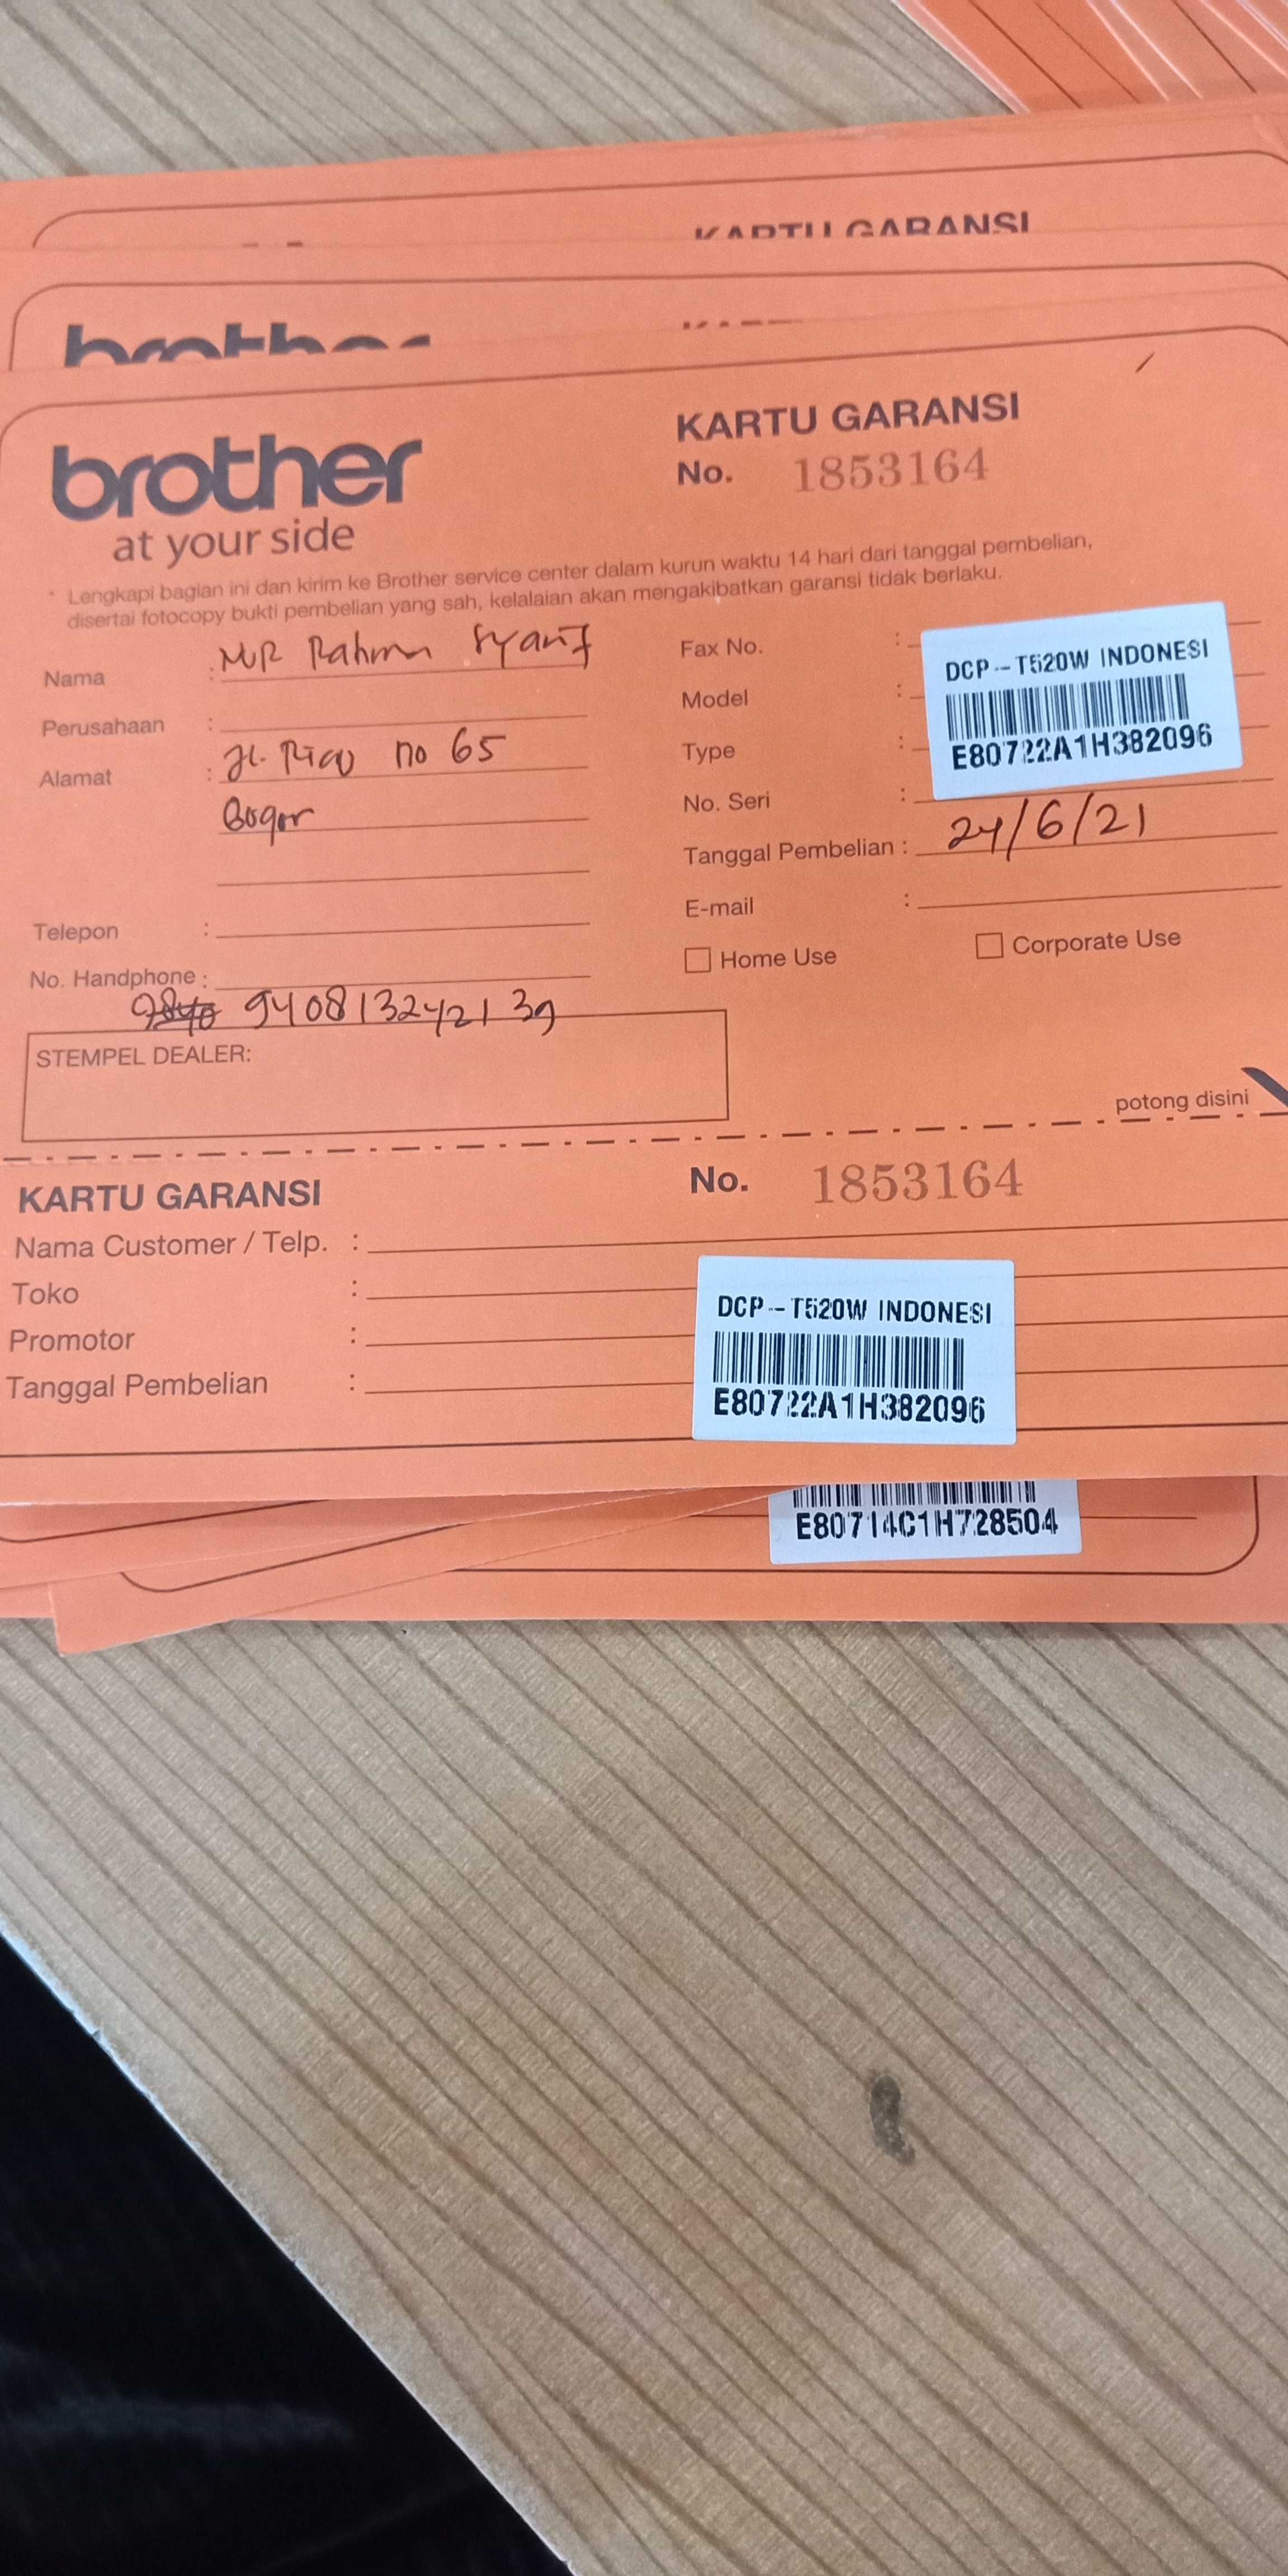 KARTU GARANSI
brother
brother
at your side
KARTU GARANSI
No. 1853164
* Lengkapi bagian ini dan kirim ke Brother service center dalam kurun waktu 14 hari dari tanggal pembelian,
disertai fotocopy bukti pembelian yang sah, kelalaian akan mengakibatkan garansi tidak berlaku.
Nama : MR Rahman Syarif
Perusahaan :
Alamat : Jl. no 65
Bogor
Telepon :
No. Handphone :
94081324213g
STEMPEL DEALER:
Fax No. :
Model :
Type :
No. Seri :
DCP-T520W INDONESI
E80722A1H382096
Tanggal Pembelian : 24/6/21
E-mail :
Home Use
Corporate Use
potong disini
KARTU GARANSI
No. 1853164
Nama Customer / Telp. :
Toko :
Promotor :
Tanggal Pembelian :
DCP-T520W INDONESI
E80722A1H382096
E80714C1H728504